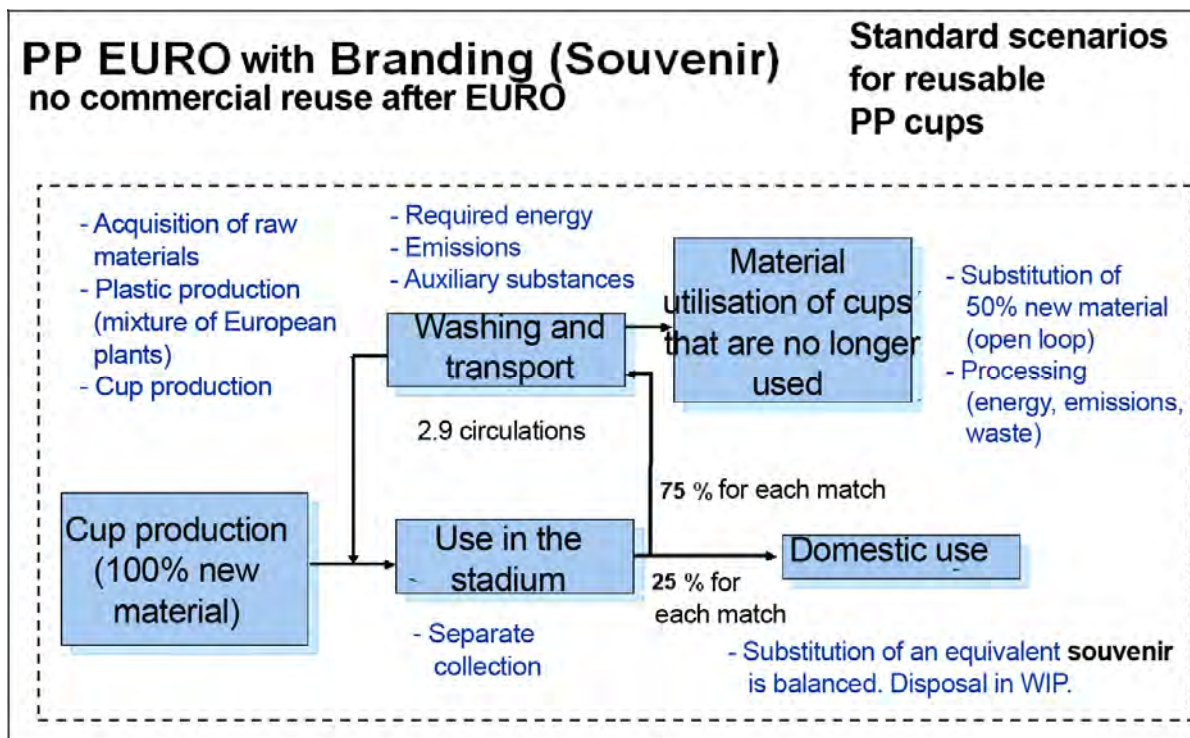 PP EURO with Branding (Souvenir)
no commercial reuse after EURO
Standard scenarios
for reusable
PP cups
- Acquisition of raw
materials
- Plastic production
(mixture of European
plants)
- Cup production
- Required energy
- Emissions
- Auxiliary substances
Washing and
transport
Material
utilisation of cups
that are no longer
used
- Substitution of
50% new material
(open loop)
- Processing
(energy, emissions,
waste)
2.9 circulations
75 % for each match
Cup production
(100% new
material)
Use in the
stadium
25 % for
each match
Domestic use
- Separate
collection
- Substitution of an equivalent souvenir
is balanced. Disposal in WIP.